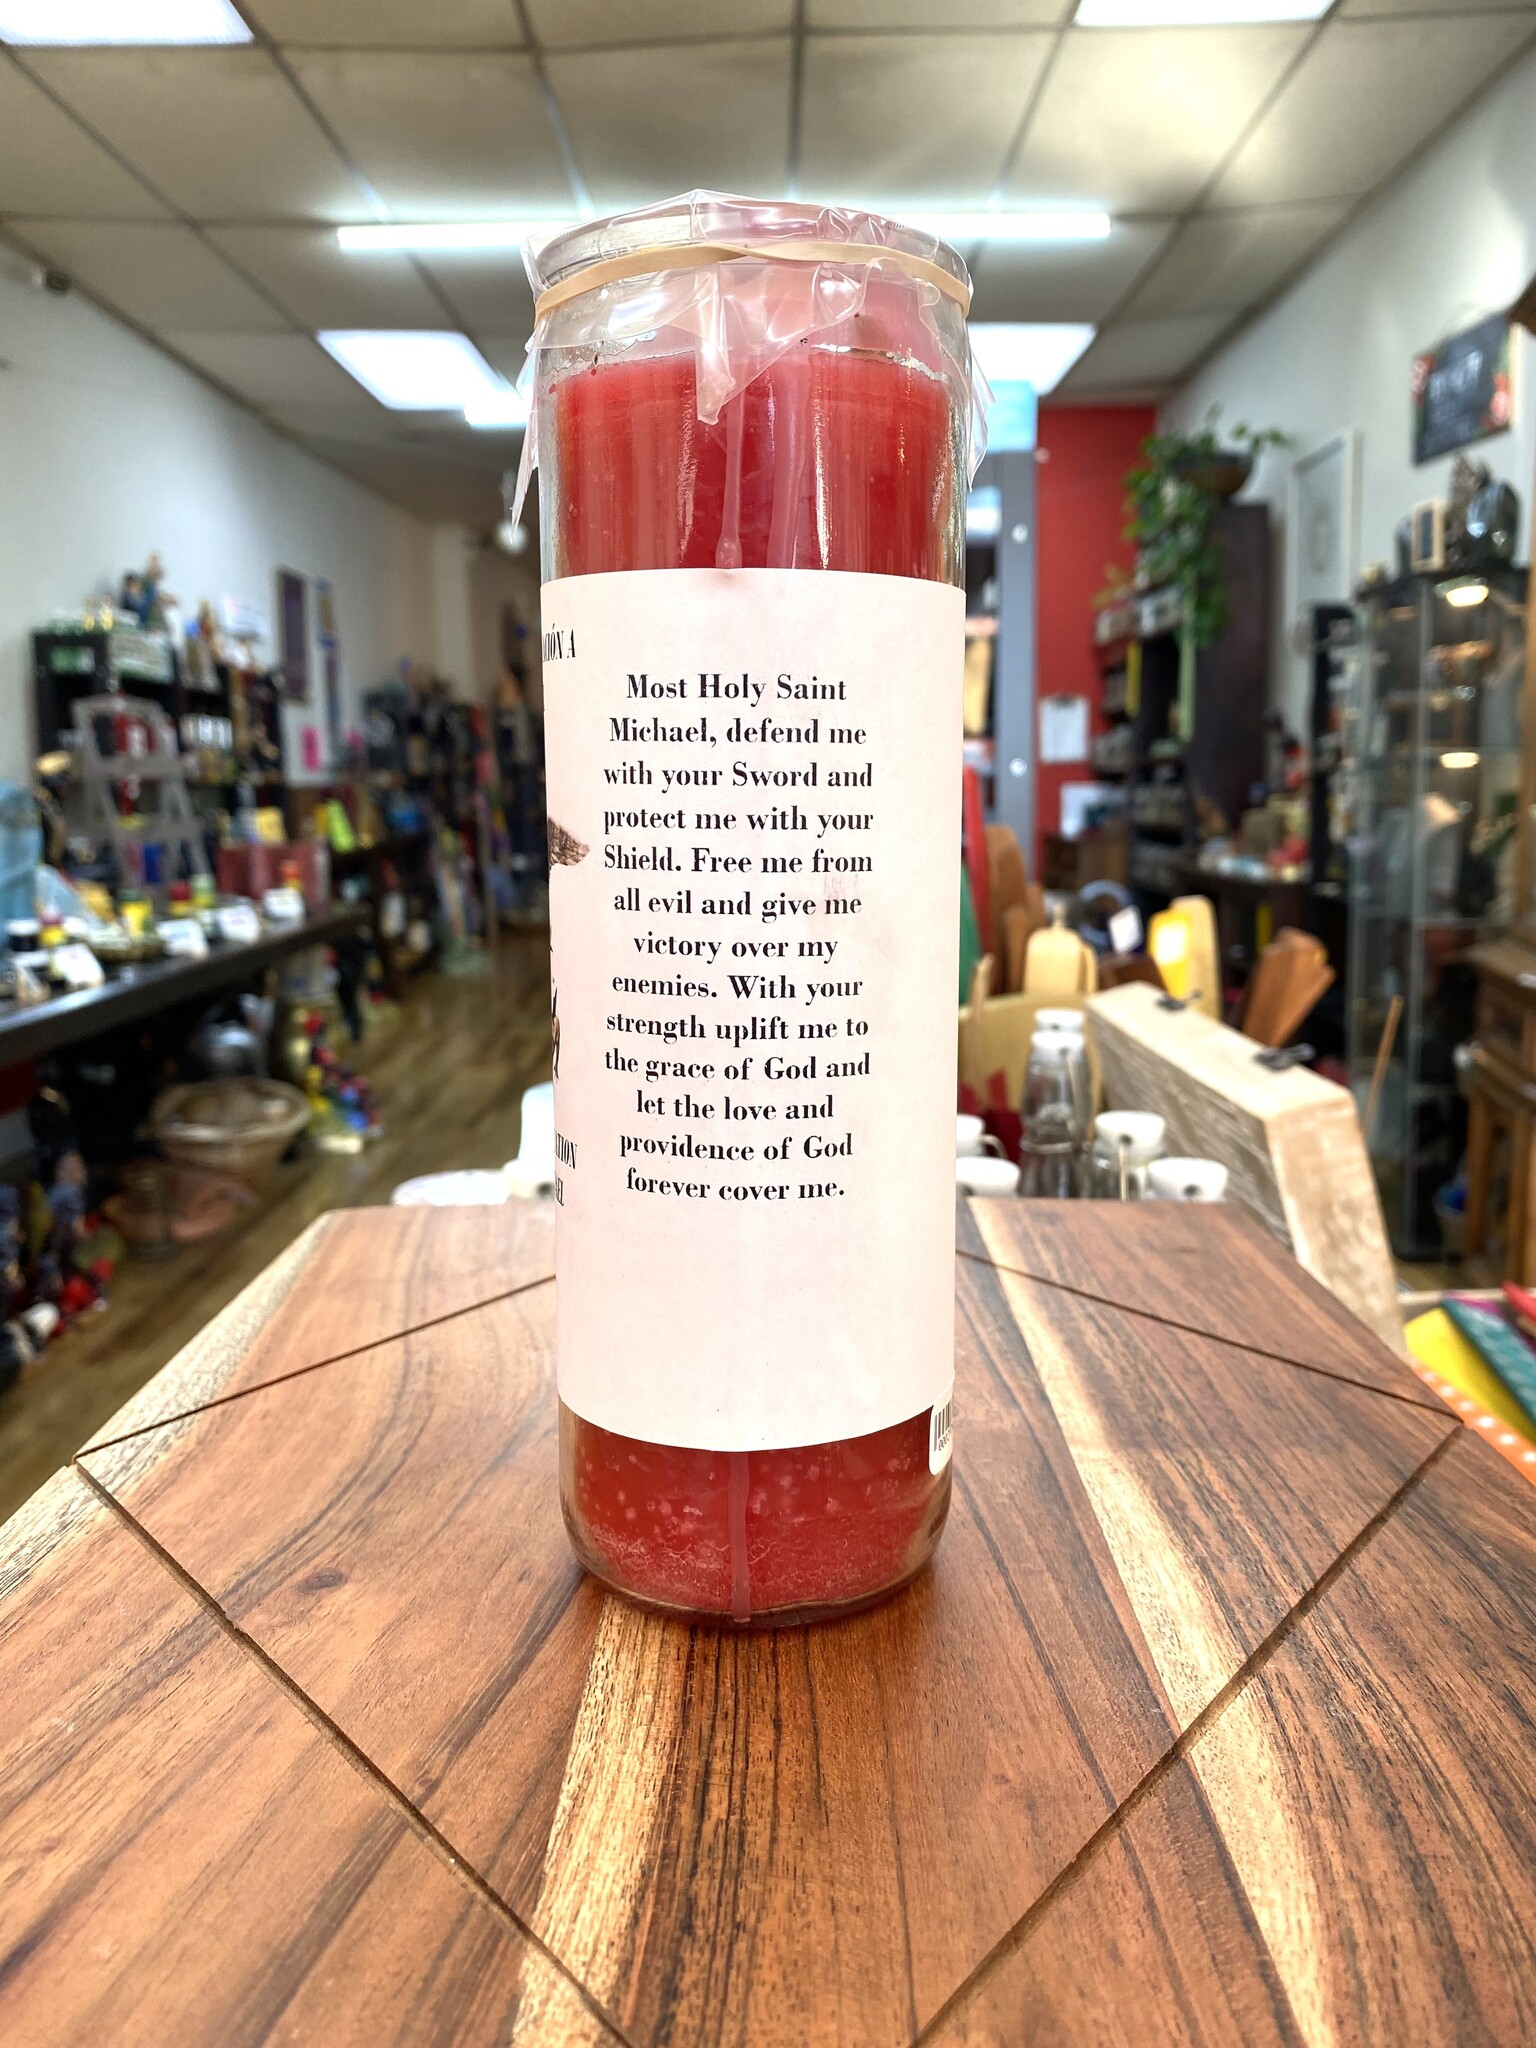 Most Holy Saint
Michael, defend me
with your Sword and
protect me with your
Shield. Free me from
all evil and give me
victory over my
enemies. With your
strength uplift me to
the grace of God and
let the love and
providence of God
forever cover me.